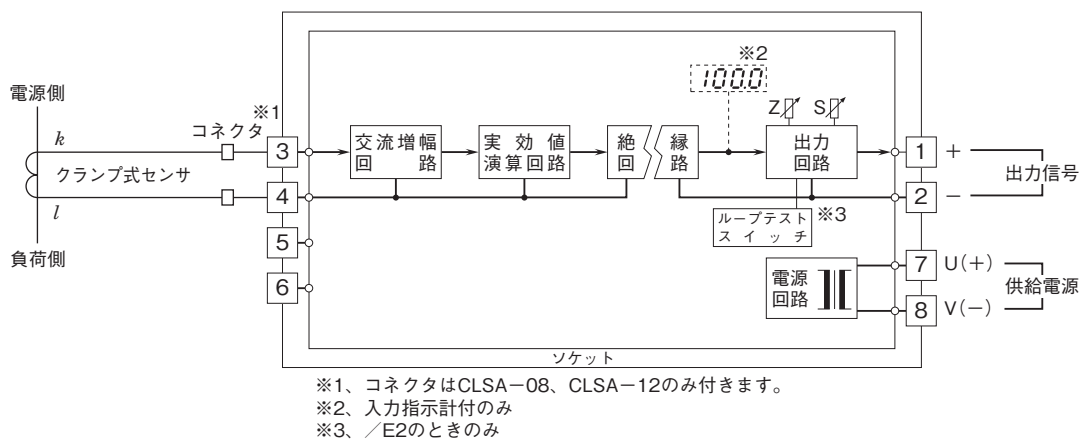 ※2
100.0
電源側
※1
コネクタ
k
クランプ式センサ
l
負荷側
3
4
5
6
交流増幅
回路
実効値
演算回路
絶縁
回路
Z
S
出力
回路
ループテスト
スイッチ
※3
電源
回路
1
+
2
−
出力信号
7
U(+)
8
V(−)
供給電源
ソケット
※1、コネクタはCLSA−08、CLSA−12のみ付きます。
※2、入力指示計付のみ
※3、／E2のときのみ